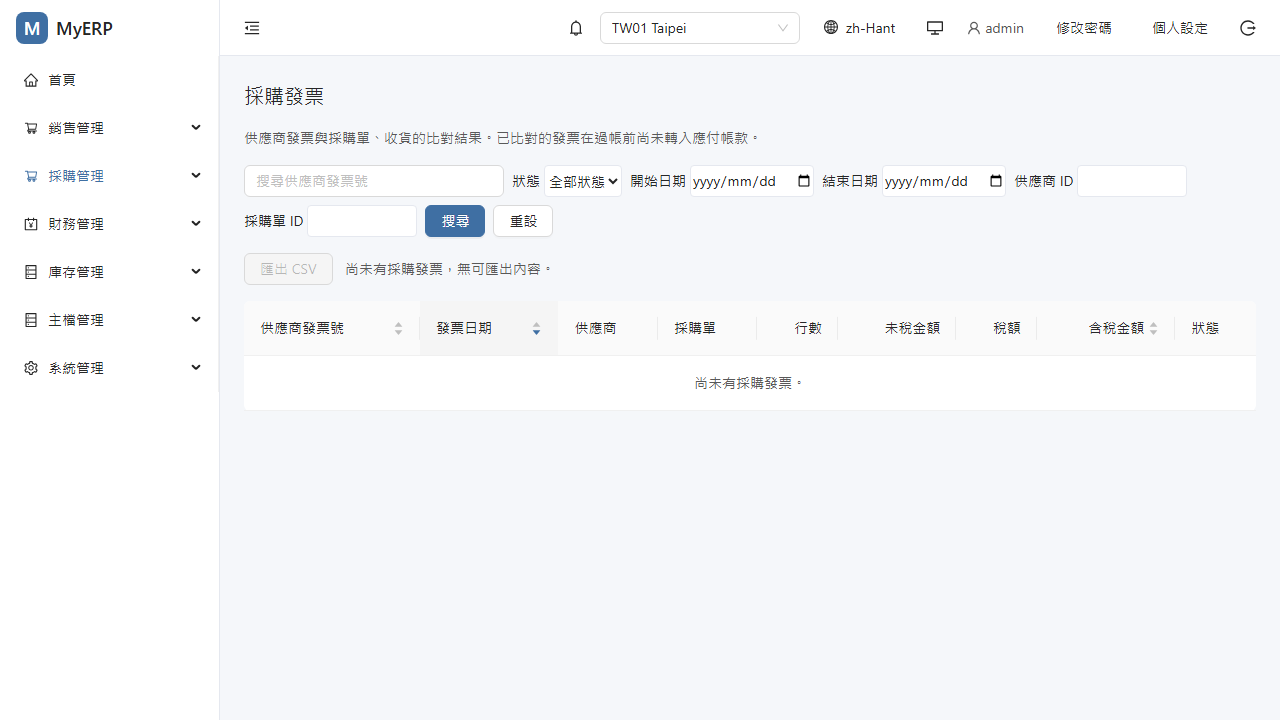 M MyERP
TW01 Taipei
zh-Hant
admin
修改密碼
個人設定
首頁
銷售管理
採購管理
財務管理
庫存管理
主檔管理
系統管理
採購發票
供應商發票與採購單、收貨的比對結果。已比對的發票在過帳前尚未轉入應付帳款。
搜尋供應商發票號 狀態 全部狀態 開始日期 yyyy/mm/dd 結束日期 yyyy/mm/dd 供應商 ID
採購單 ID 搜尋 重設
匯出 CSV 尚未有採購發票，無可匯出內容。
供應商發票號 發票日期 供應商 採購單 行數 未稅金額 稅額 含稅金額 狀態
尚未有採購發票。